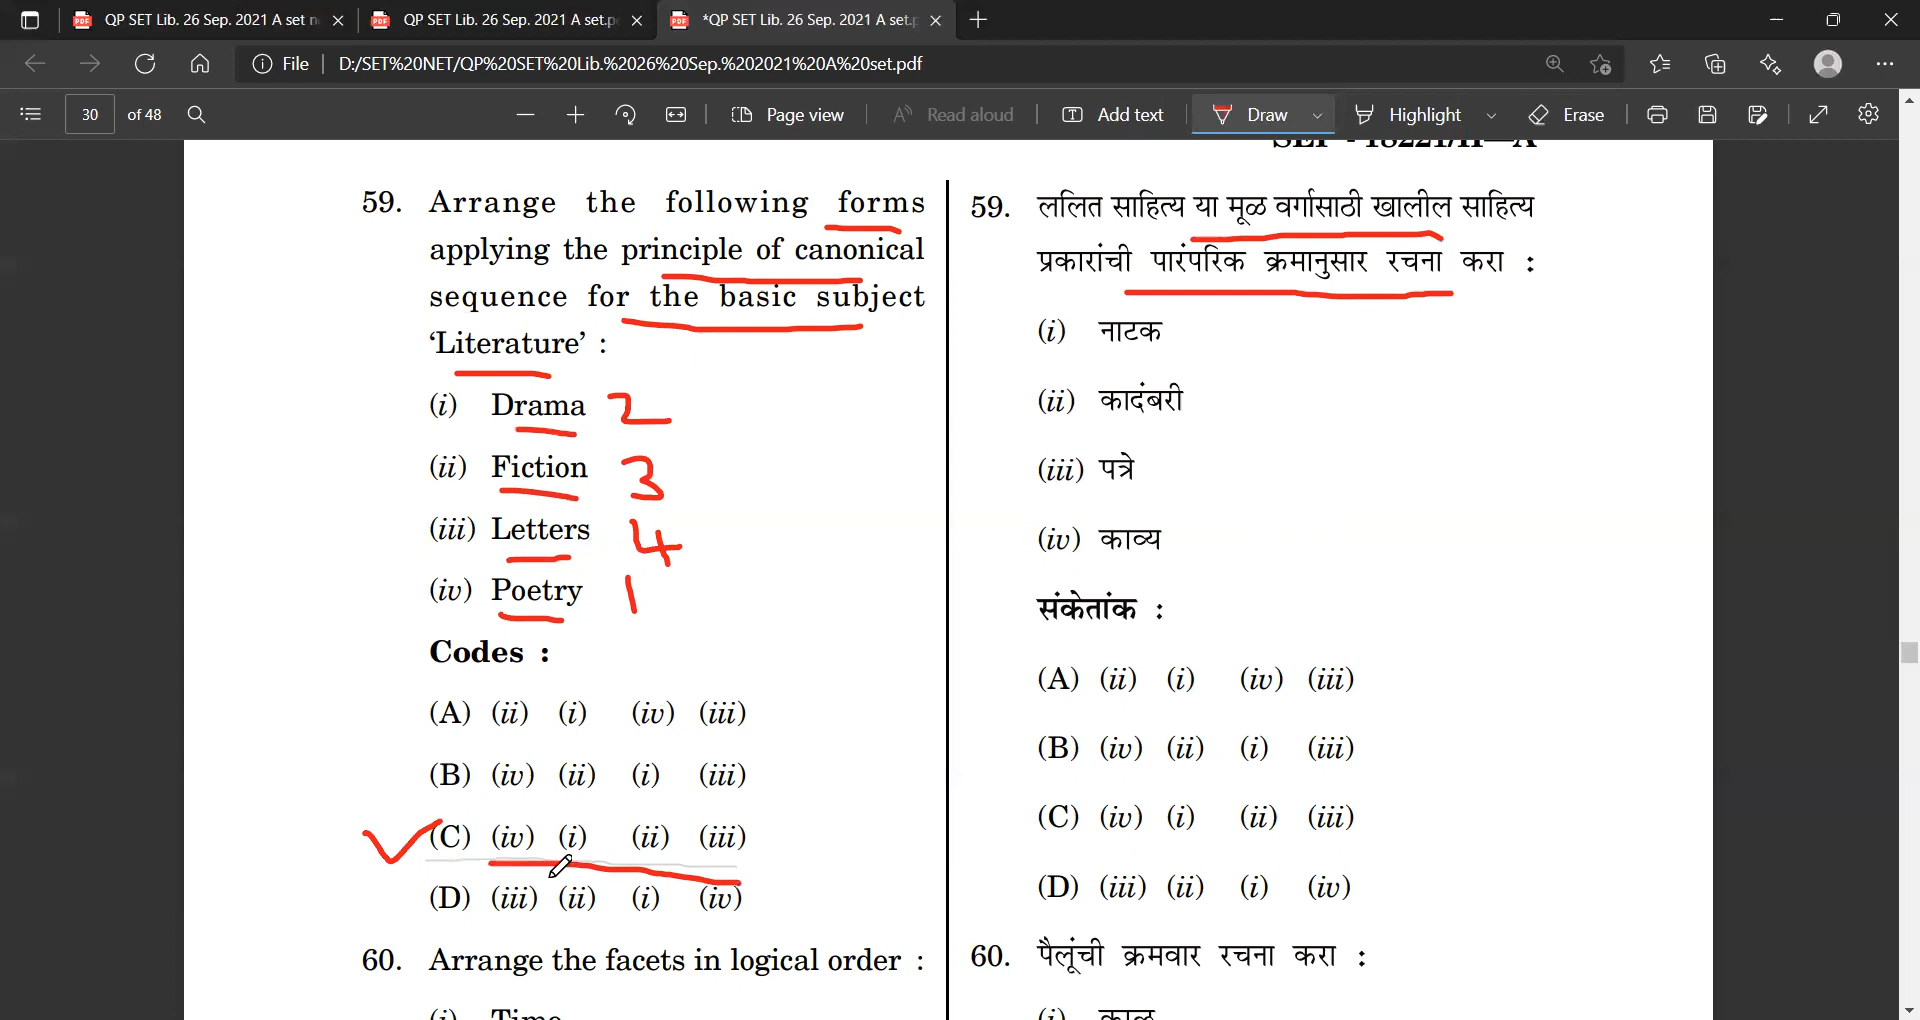 QP SET Lib. 26 Sep. 2021 A set n
QP SET Lib. 26 Sep. 2021 A set.p
*QP SET Lib. 26 Sep. 2021 A set.p
File
D:/SET%20NET/QP%20SET%20Lib.%2026%20Sep.%202021%20A%20set.pdf
30 of 48
Page view
Read aloud
Add text
Draw
Highlight
Erase
59. Arrange the following forms
applying the principle of canonical
sequence for the basic subject
‘Literature’ :
(i) Drama 2
(ii) Fiction 3
(iii) Letters 4
(iv) Poetry 1
Codes :
(A) (ii) (i) (iv) (iii)
(B) (iv) (ii) (i) (iii)
(C) (iv) (i) (ii) (iii)
(D) (iii) (ii) (i) (iv)
60. Arrange the facets in logical order :
(i) Time
59. ललित साहित्य या मूळ वर्गासाठी खालील साहित्य
प्रकारांची पारंपरिक क्रमानुसार रचना करा :
(i) नाटक
(ii) कादंबरी
(iii) पत्रे
(iv) काव्य
संकेतांक :
(A) (ii) (i) (iv) (iii)
(B) (iv) (ii) (i) (iii)
(C) (iv) (i) (ii) (iii)
(D) (iii) (ii) (i) (iv)
60. पैलूंची क्रमवार रचना करा :
(i) काळ